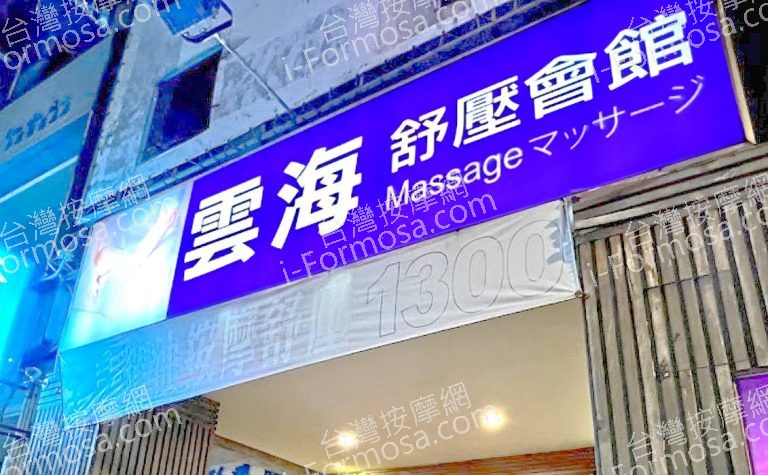 雲海 舒壓會館
Massage マッサージ
1300
台灣按摩網
i-Formosa.com